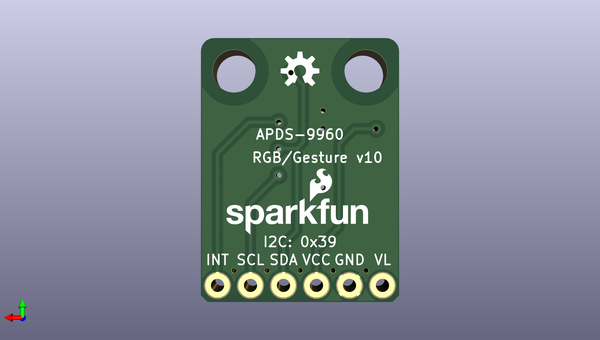 APDS-9960
RGB/Gesture v10
sparkfun
I2C: 0x39
INT SCL SDA VCC GND VL